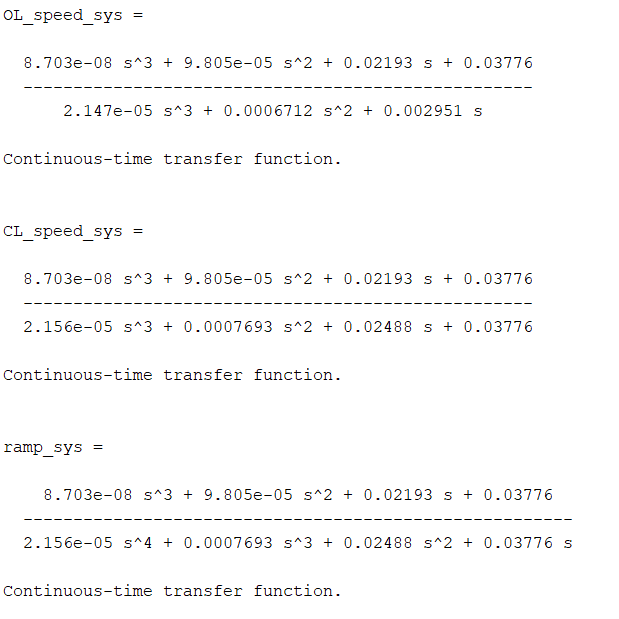 OL_speed_sys =
8.703e-08 s^3 + 9.805e-05 s^2 + 0.02193 s + 0.03776
---------------------------------------------------
2.147e-05 s^3 + 0.0006712 s^2 + 0.002951 s
Continuous-time transfer function.
CL_speed_sys =
8.703e-08 s^3 + 9.805e-05 s^2 + 0.02193 s + 0.03776
---------------------------------------------------
2.156e-05 s^3 + 0.0007693 s^2 + 0.02488 s + 0.03776
Continuous-time transfer function.
ramp_sys =
8.703e-08 s^3 + 9.805e-05 s^2 + 0.02193 s + 0.03776
-------------------------------------------------------
2.156e-05 s^4 + 0.0007693 s^3 + 0.02488 s^2 + 0.03776 s
Continuous-time transfer function.